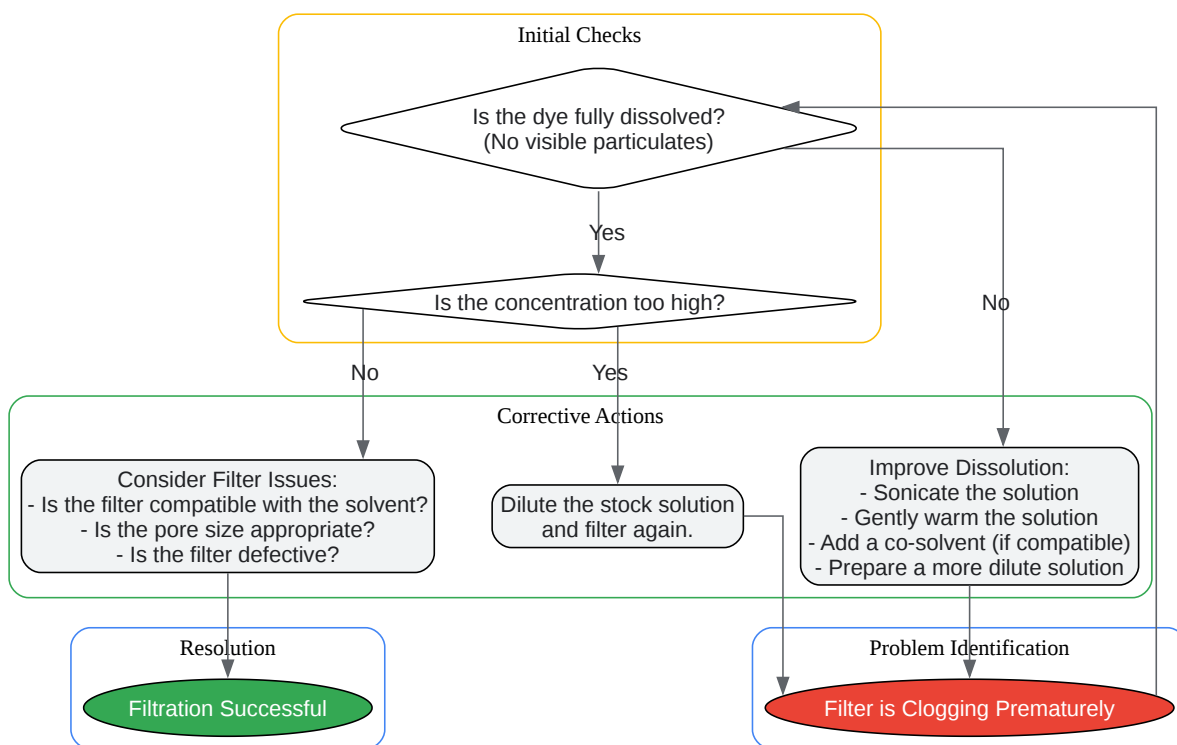 Initial Checks
Is the dye fully dissolved?
(No visible particulates)
Yes
Is the concentration too high?
No
No
Yes
Corrective Actions
Consider Filter Issues:
- Is the filter compatible with the solvent?
- Is the pore size appropriate?
- Is the filter defective?
Dilute the stock solution
and filter again.
Improve Dissolution:
- Sonicate the solution
- Gently warm the solution
- Add a co-solvent (if compatible)
- Prepare a more dilute solution
Resolution
Filtration Successful
Problem Identification
Filter is Clogging Prematurely